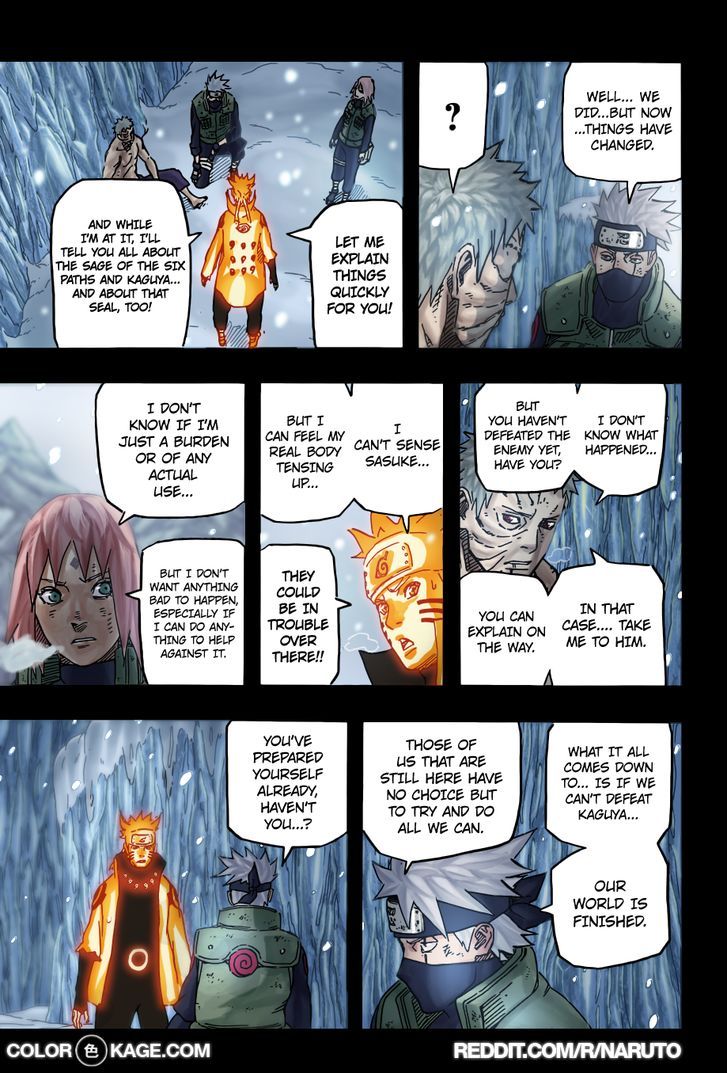 WELL... WE
DID...BUT NOW
...THINGS HAVE
CHANGED.
?
LET ME
EXPLAIN
THINGS
QUICKLY
FOR YOU!
AND WHILE
I'M AT IT, I'LL
TELL YOU ALL ABOUT
THE SAGE OF THE SIX
PATHS AND KAGUYA...
AND ABOUT THAT
SEAL, TOO!
I DON'T
KNOW WHAT
HAPPENED...
BUT
YOU HAVEN'T
DEFEATED THE
ENEMY YET,
HAVE YOU?
IN THAT
CASE.... TAKE
ME TO HIM.
YOU CAN
EXPLAIN ON
THE WAY.
I
CAN'T SENSE
SASUKE...
BUT I
CAN FEEL MY
REAL BODY
TENSING
UP...
THEY
COULD
BE IN
TROUBLE
OVER
THERE!!
I DON'T
KNOW IF I'M
JUST A BURDEN
OR OF ANY
ACTUAL
USE...
BUT I DON'T
WANT ANYTHING
BAD TO HAPPEN,
ESPECIALLY IF
I CAN DO ANY-
THING TO HELP
AGAINST IT.
WHAT IT ALL
COMES DOWN
TO... IS IF WE
CAN'T DEFEAT
KAGUYA...
OUR
WORLD IS
FINISHED.
THOSE OF
US THAT ARE
STILL HERE HAVE
NO CHOICE BUT
TO TRY AND DO
ALL WE CAN.
YOU'VE
PREPARED
YOURSELF
ALREADY,
HAVEN'T
YOU...?
COLOR 色 KAGE.COM
REDDIT.COM/R/NARUTO